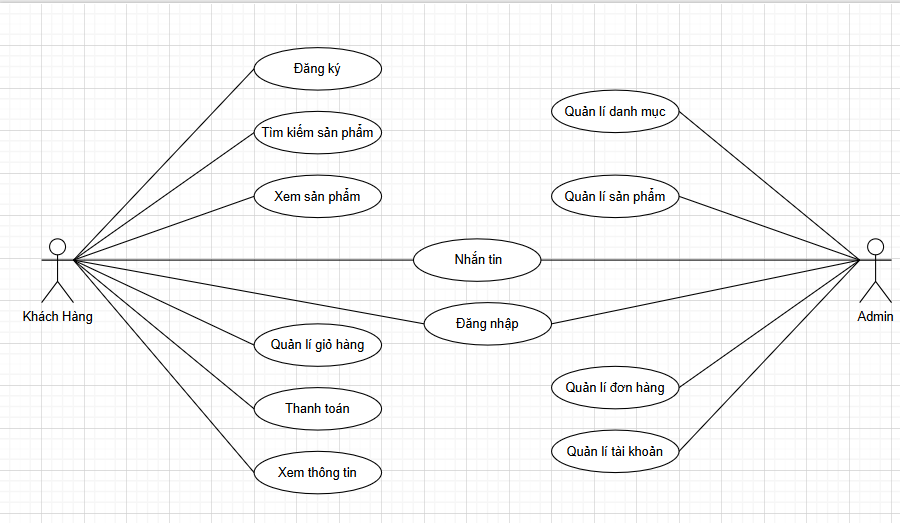 Đăng ký
Tìm kiếm sản phẩm
Xem sản phẩm
Quản lí danh mục
Quản lí sản phẩm
Nhắn tin
Đăng nhập
Khách Hàng
Admin
Quản lí giỏ hàng
Thanh toán
Xem thông tin
Quản lí đơn hàng
Quản lí tài khoản